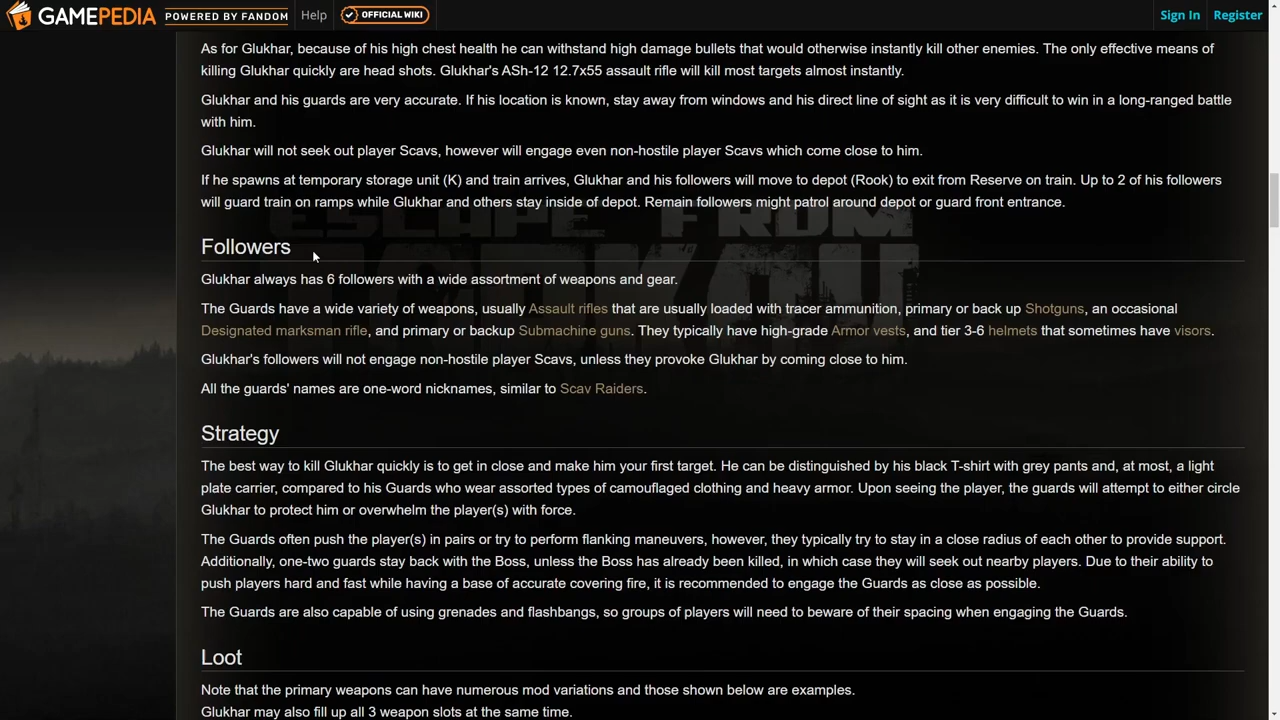 GAMEPEDIA POWERED BY FANDOM Help OFFICIAL WIKI Sign In Register
As for Glukhar, because of his high chest health he can withstand high damage bullets that would otherwise instantly kill other enemies. The only effective means of
killing Glukhar quickly are head shots. Glukhar's ASh-12 12.7x55 assault rifle will kill most targets almost instantly.
Glukhar and his guards are very accurate. If his location is known, stay away from windows and his direct line of sight as it is very difficult to win in a long-ranged battle
with him.
Glukhar will not seek out player Scavs, however will engage even non-hostile player Scavs which come close to him.
If he spawns at temporary storage unit (K) and train arrives, Glukhar and his followers will move to depot (Rook) to exit from Reserve on train. Up to 2 of his followers
will guard train on ramps while Glukhar and others stay inside of depot. Remain followers might patrol around depot or guard front entrance.
ESCAPE FROM
TARKOV
Followers
Glukhar always has 6 followers with a wide assortment of weapons and gear.
The Guards have a wide variety of weapons, usually Assault rifles that are usually loaded with tracer ammunition, primary or back up Shotguns, an occasional
Designated marksman rifle, and primary or backup Submachine guns. They typically have high-grade Armor vests, and tier 3-6 helmets that sometimes have visors.
Glukhar's followers will not engage non-hostile player Scavs, unless they provoke Glukhar by coming close to him.
All the guards' names are one-word nicknames, similar to Scav Raiders.
Strategy
The best way to kill Glukhar quickly is to get in close and make him your first target. He can be distinguished by his black T-shirt with grey pants and, at most, a light
plate carrier, compared to his Guards who wear assorted types of camouflaged clothing and heavy armor. Upon seeing the player, the guards will attempt to either circle
Glukhar to protect him or overwhelm the player(s) with force.
The Guards often push the player(s) in pairs or try to perform flanking maneuvers, however, they typically try to stay in a close radius of each other to provide support.
Additionally, one-two guards stay back with the Boss, unless the Boss has already been killed, in which case they will seek out nearby players. Due to their ability to
push players hard and fast while having a base of accurate covering fire, it is recommended to engage the Guards as close as possible.
The Guards are also capable of using grenades and flashbangs, so groups of players will need to beware of their spacing when engaging the Guards.
Loot
Note that the primary weapons can have numerous mod variations and those shown below are examples.
Glukhar may also fill up all 3 weapon slots at the same time.